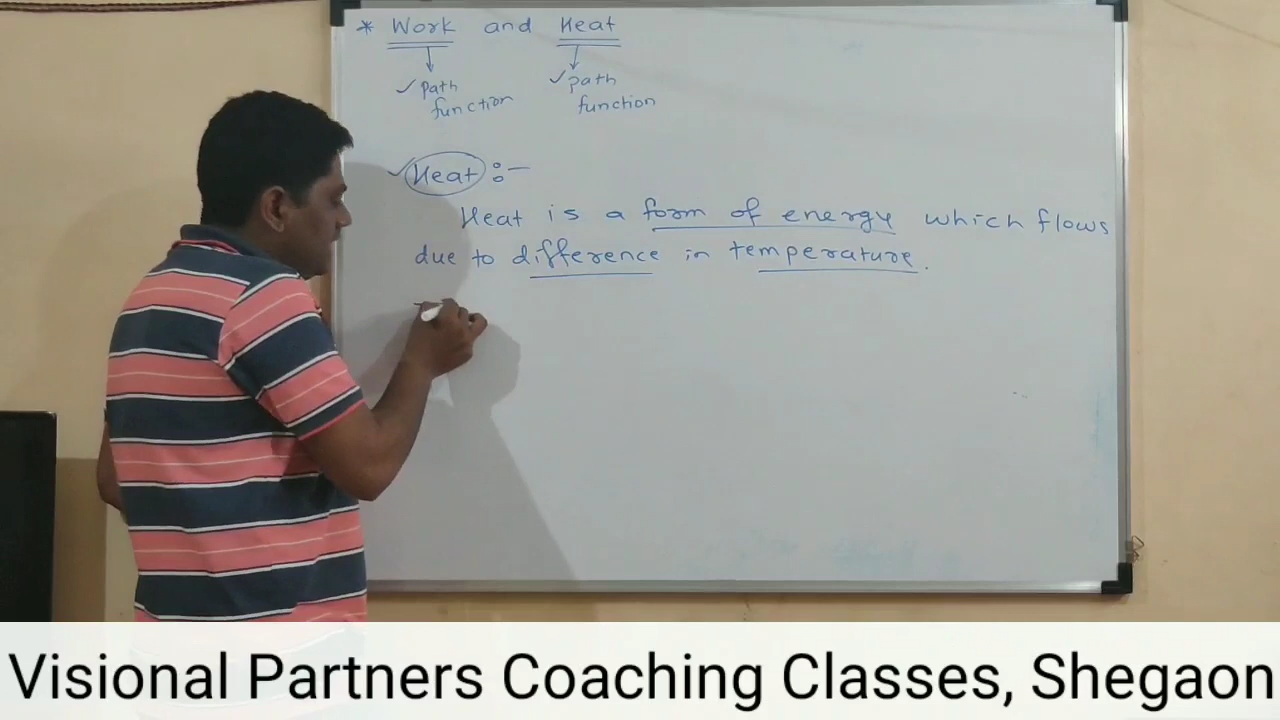 * Work and Heat
✓ path function
✓ path function
✓ Heat :-
Heat is a form of energy which flows
due to difference in temperature.
Visional Partners Coaching Classes, Shegaon